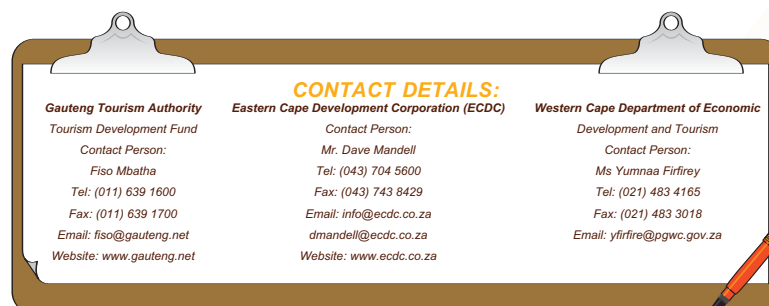 CONTACT DETAILS:
Gauteng Tourism Authority
Tourism Development Fund
Contact Person:
Fiso Mbatha
Tel: (011) 639 1600
Fax: (011) 639 1700
Email: fiso@gauteng.net
Website: www.gauteng.net
Eastern Cape Development Corporation (ECDC)
Contact Person:
Mr. Dave Mandell
Tel: (043) 704 5600
Fax: (043) 743 8429
Email: info@ecdc.co.za
dmandell@ecdc.co.za
Website: www.ecdc.co.za
Western Cape Department of Economic
Development and Tourism
Contact Person:
Ms Yumnaa Firfirey
Tel: (021) 483 4165
Fax: (021) 483 3018
Email: yfirfire@pgwc.gov.za